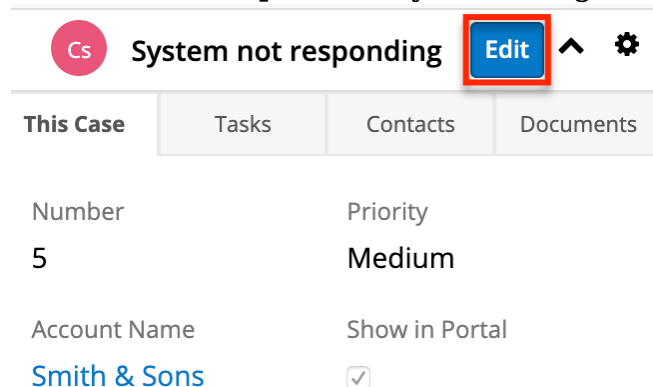 Cs System not responding Edit
This Case Tasks Contacts Documents
Number Priority
5 Medium
Account Name Show in Portal
Smith & Sons